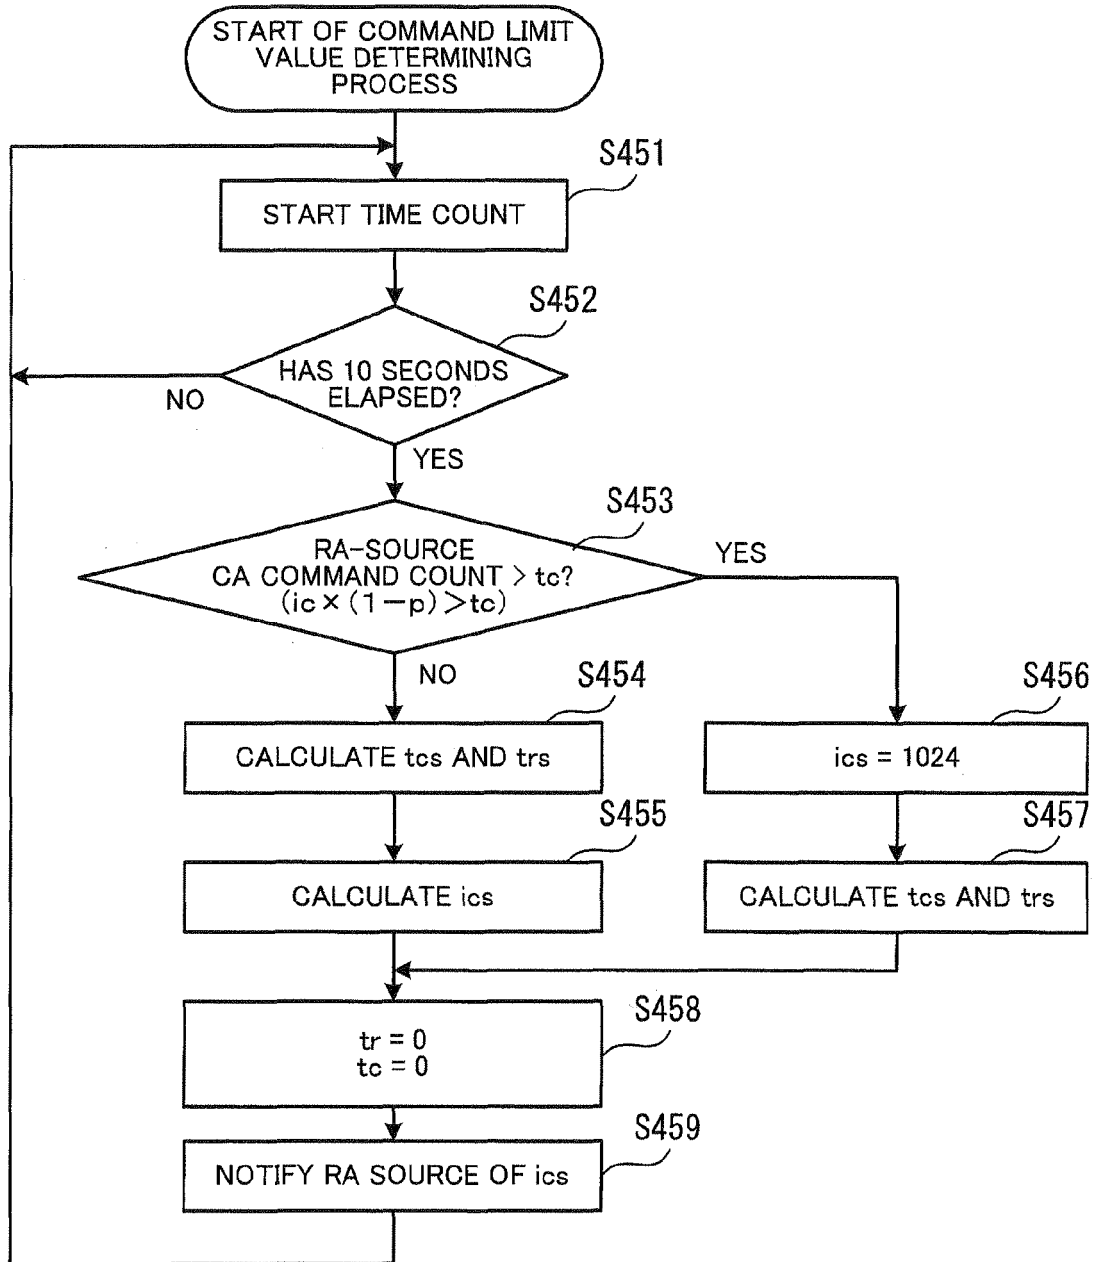 START OF COMMAND LIMIT
VALUE DETERMINING
PROCESS
S451
START TIME COUNT
S452
HAS 10 SECONDS
ELAPSED?
NO
YES
S453
RA-SOURCE
CA COMMAND COUNT > tc?
(ic × (1-p) > tc)
YES
NO
S454
CALCULATE tcs AND trs
S456
ics = 1024
S455
CALCULATE ics
S457
CALCULATE tcs AND trs
S458
tr = 0
tc = 0
S459
NOTIFY RA SOURCE OF ics